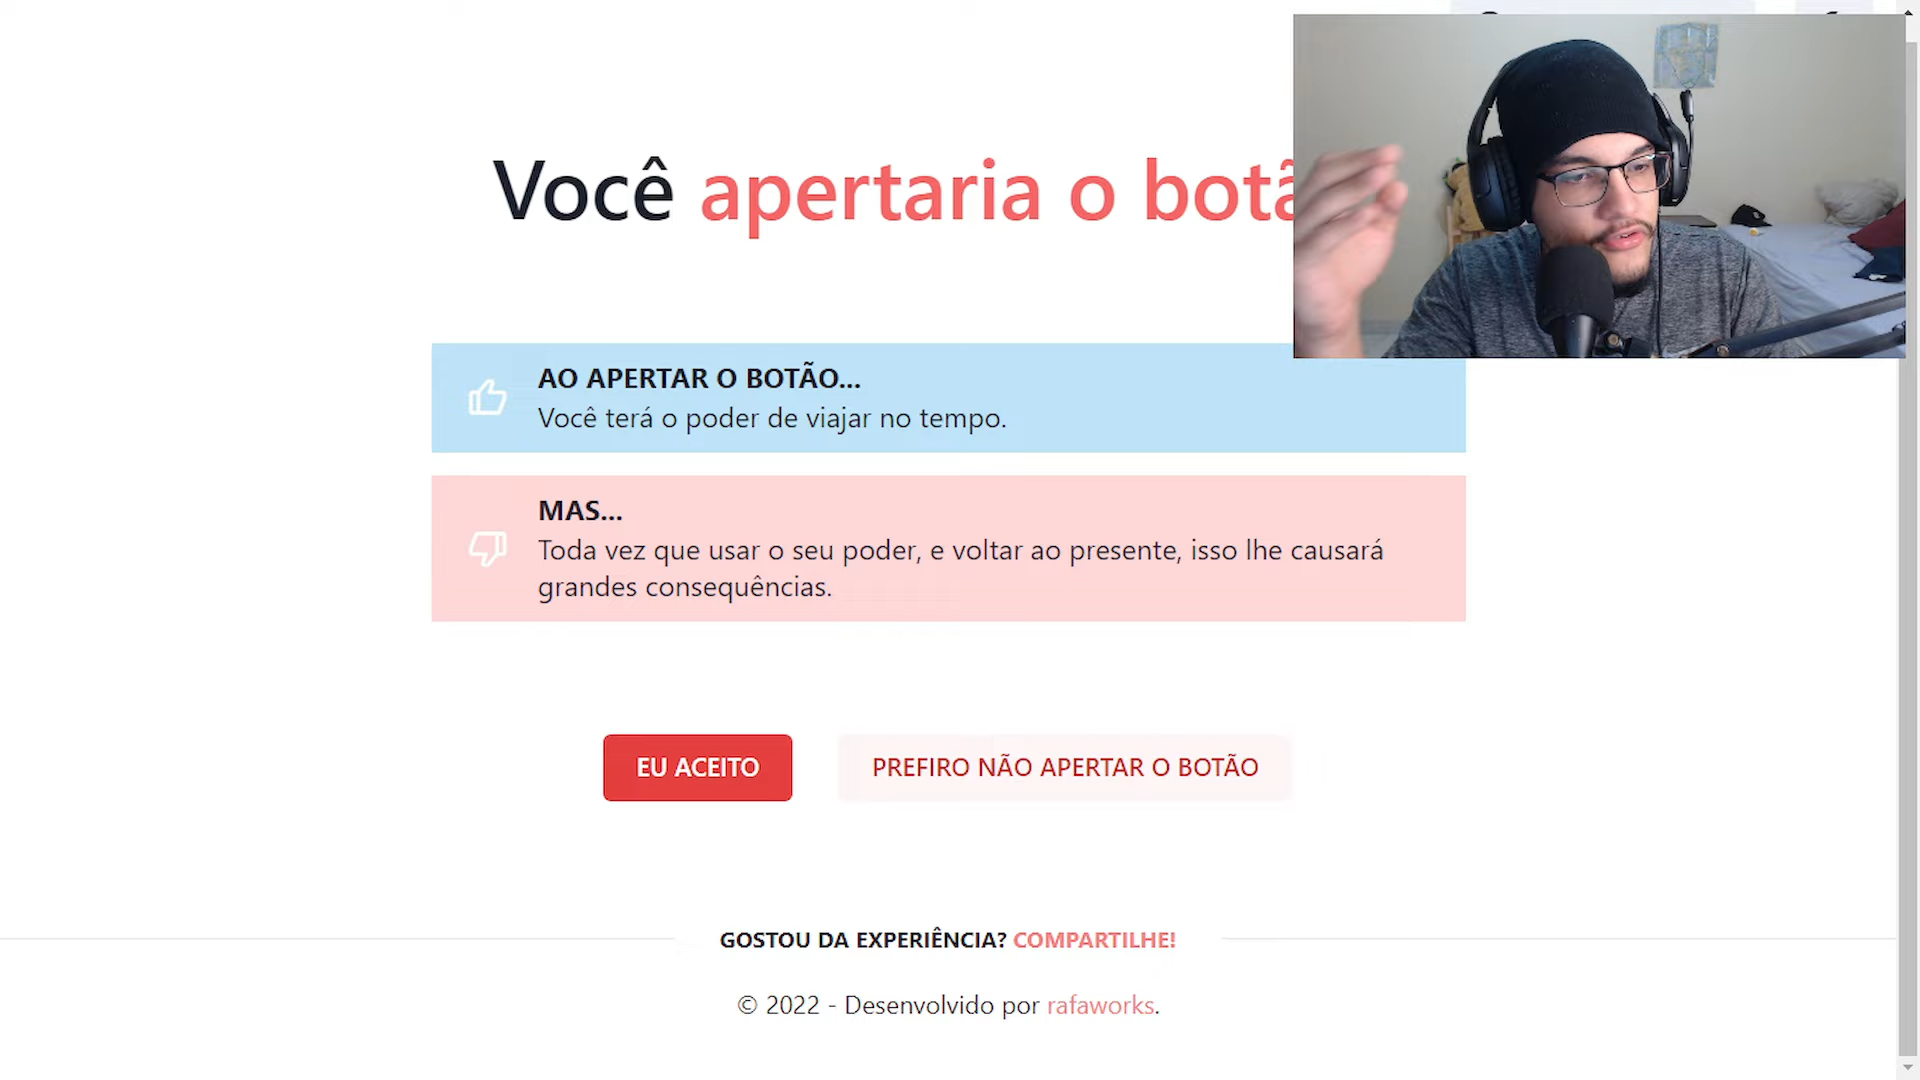 Você apertaria o botã
AO APERTAR O BOTÃO...
Você terá o poder de viajar no tempo.
MAS...
Toda vez que usar o seu poder, e voltar ao presente, isso lhe causará
grandes consequências.
EU ACEITO
PREFIRO NÃO APERTAR O BOTÃO
GOSTOU DA EXPERIÊNCIA? COMPARTILHE!
© 2022 - Desenvolvido por rafaworks.